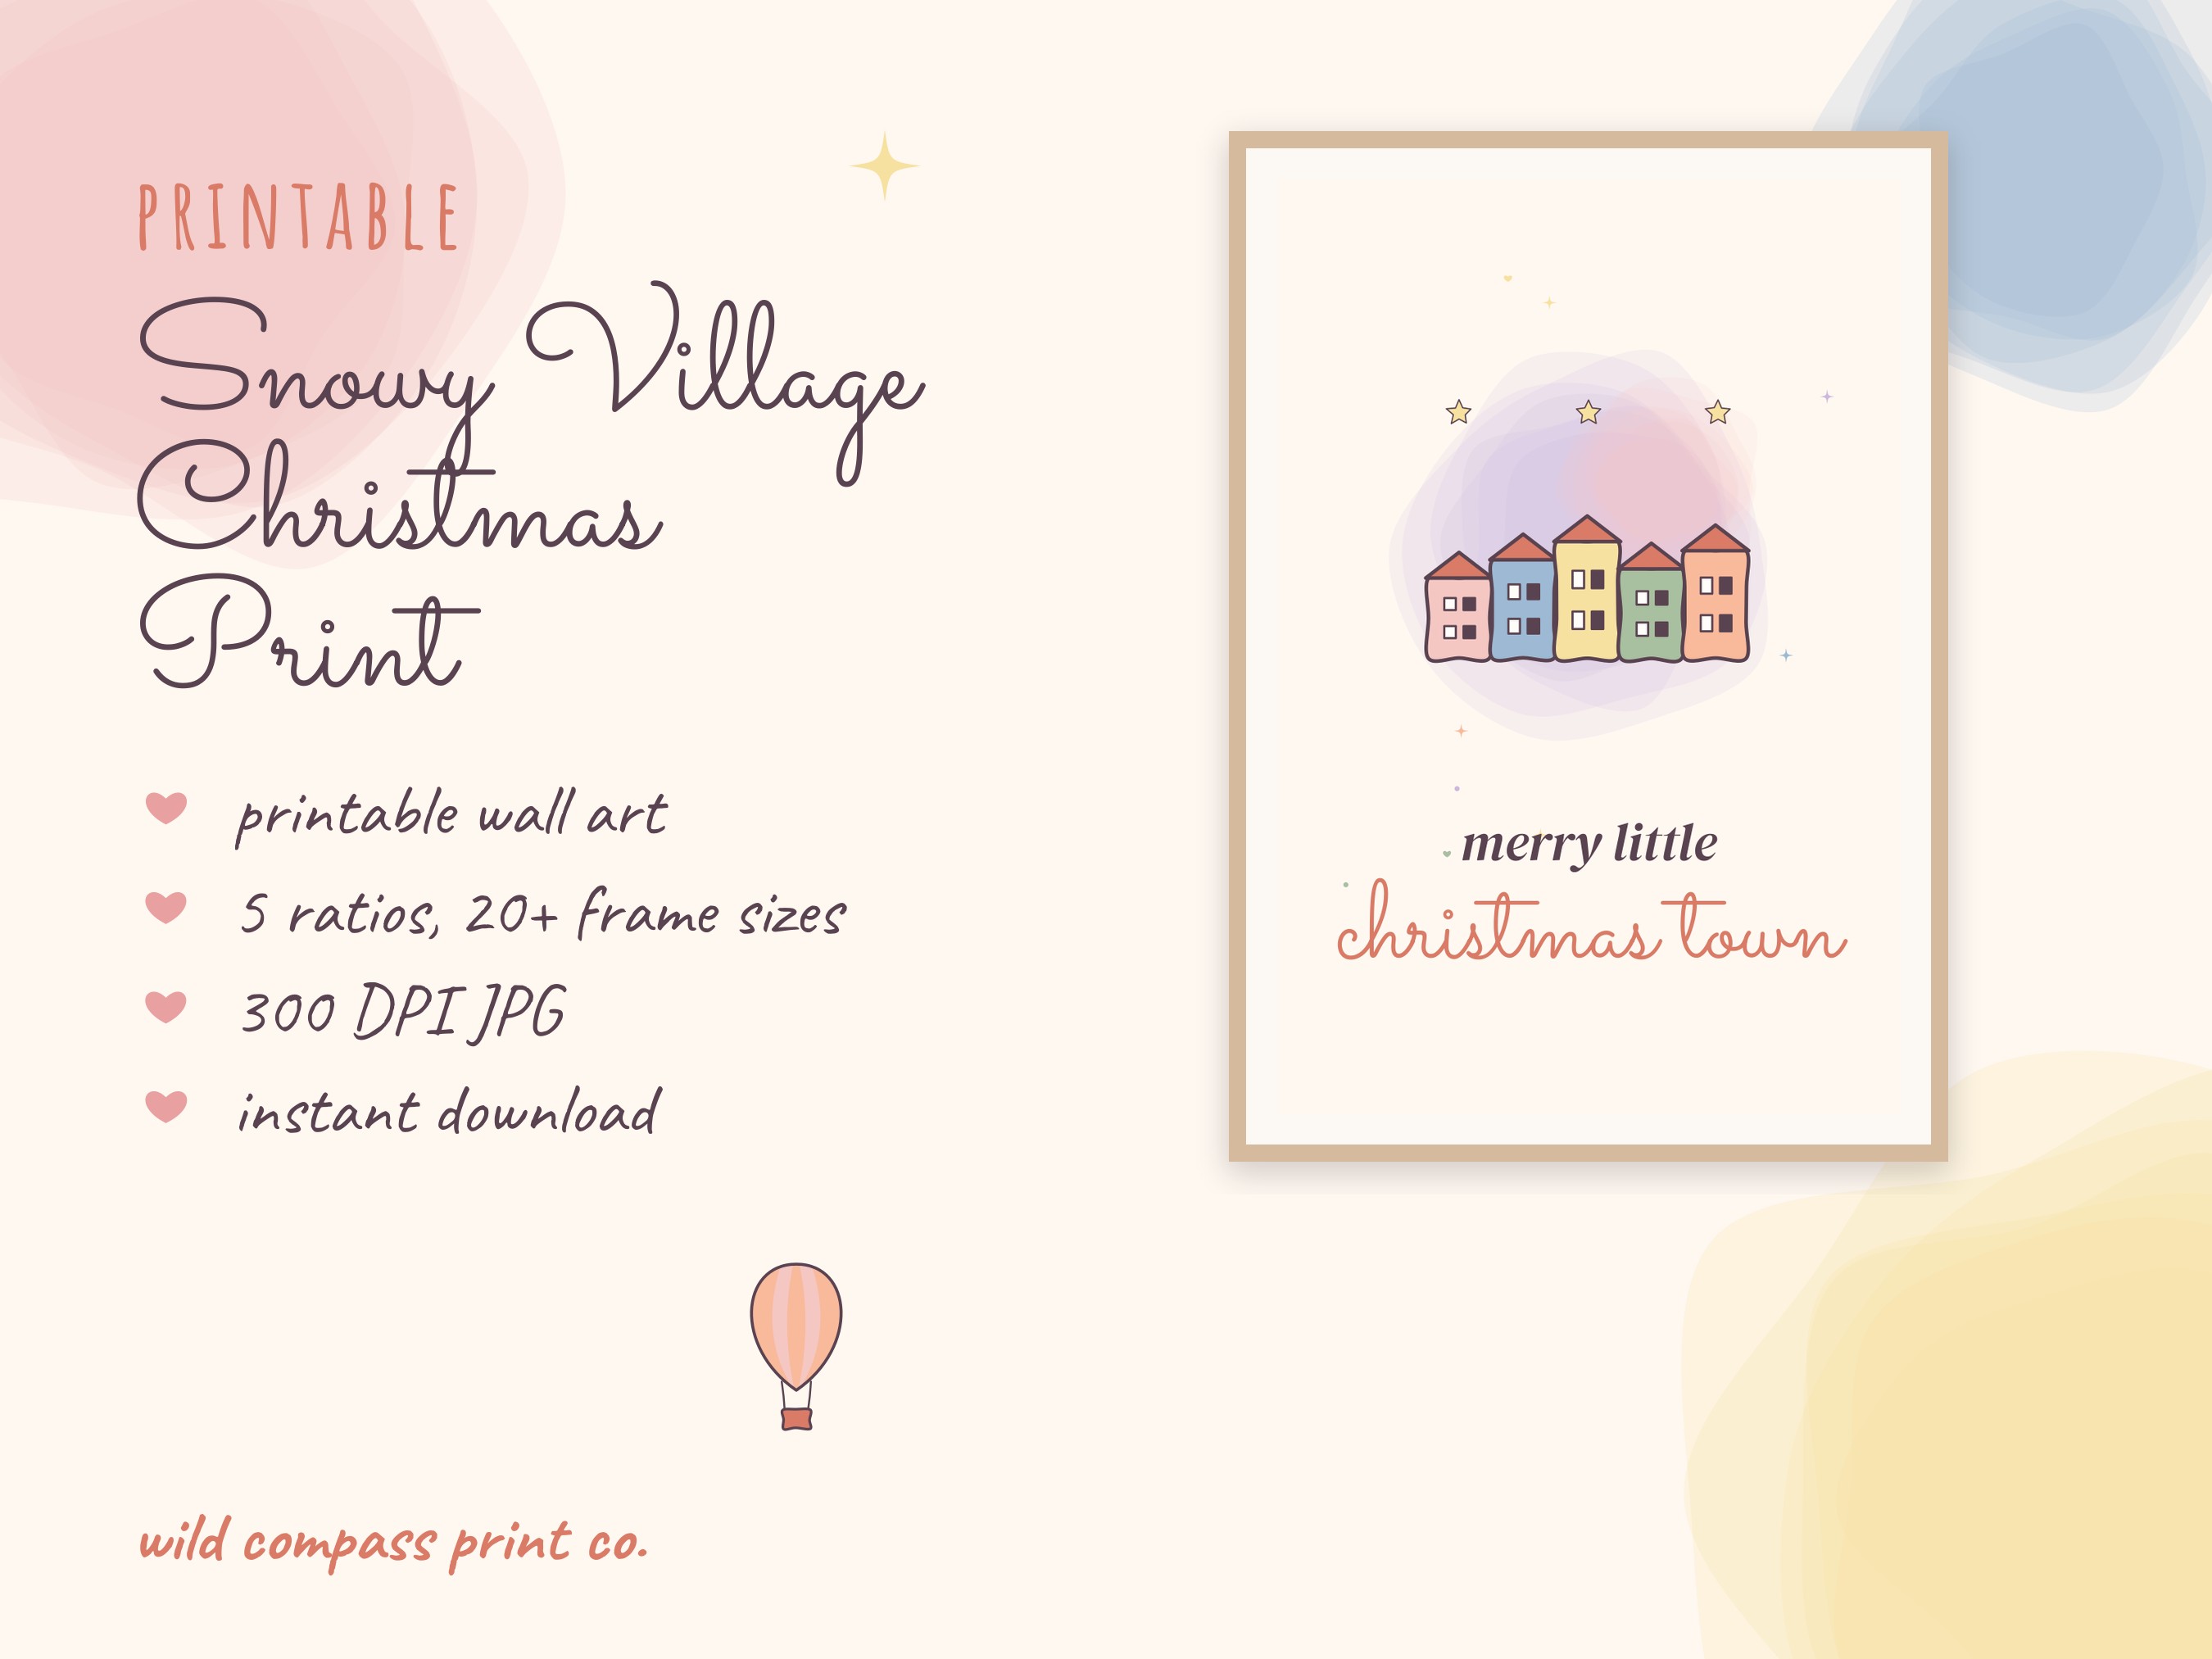 PRINTABLE
Snowy Village
Christmas
Print
printable wall art
5 ratios, 20+ frame sizes
300 DPI JPG
instant download
wild compass print co.
merry little
christmas town